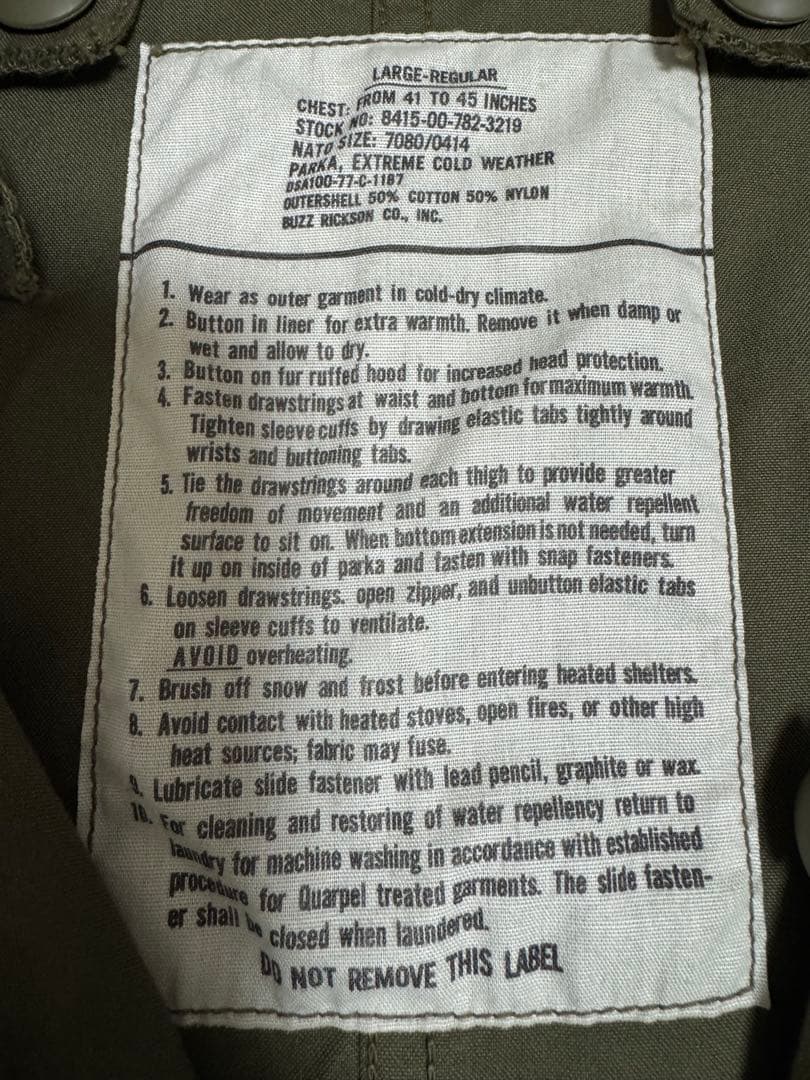 LARGE-REGULAR
CHEST: FROM 41 TO 45 INCHES
STOCK NO: 8415-00-782-3219
NATO SIZE: 7080/0414
PARKA, EXTREME COLD WEATHER
DSA100-77-C-1187
OUTERSHELL 50% COTTON 50% NYLON
BUZZ RICKSON CO., INC.
1. Wear as outer garment in cold-dry climate.
2. Button in liner for extra warmth. Remove it when damp or
wet and allow to dry.
3. Button on fur ruffed hood for increased head protection.
4. Fasten drawstrings at waist and bottom for maximum warmth.
Tighten sleeve cuffs by drawing elastic tabs tightly around
wrists and buttoning tabs.
5. Tie the drawstrings around each thigh to provide greater
freedom of movement and an additional water repellent
surface to sit on. When bottom extension is not needed, turn
it up on inside of parka and fasten with snap fasteners.
6. Loosen drawstrings. open zipper, and unbutton elastic tabs
on sleeve cuffs to ventilate.
AVOID overheating.
7. Brush off snow and frost before entering heated shelters.
8. Avoid contact with heated stoves, open fires, or other high
heat sources; fabric may fuse.
9. Lubricate slide fastener with lead pencil, graphite or wax.
10. For cleaning and restoring of water repellency return to
laundry for machine washing in accordance with established
procedure for Quarpel treated garments. The slide fasten-
er shall be closed when laundered.
DO NOT REMOVE THIS LABEL